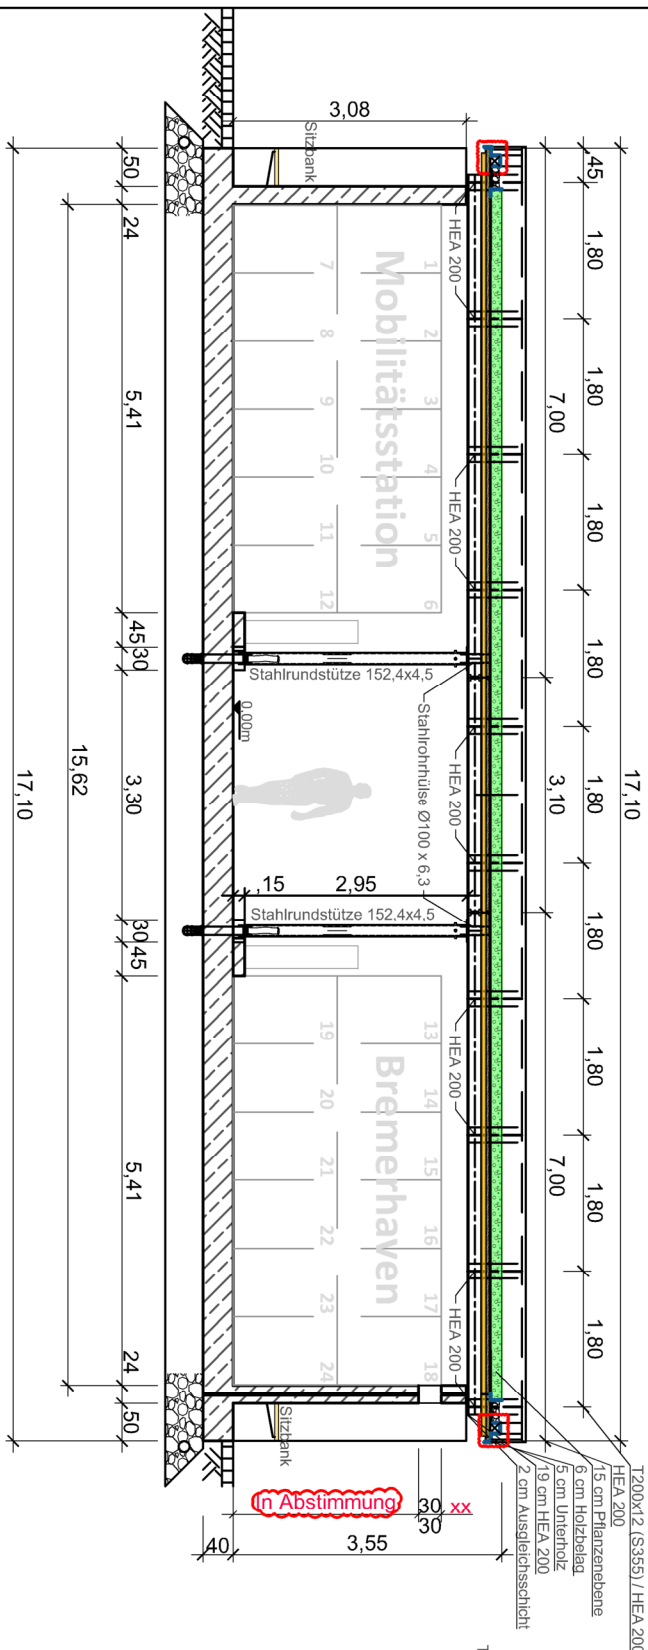 17,10
45
1,80
1,80
1,80
1,80
1,80
1,80
1,80
1,80
1,80
7,00
3,10
7,00
T200x12 (S355) / HEA 200
HEA 200
15 cm Pflanzenebene
6 cm Holzbelag
5 cm Unterholz
19 cm HEA 200
2 cm Ausgleichsschicht
HEA 200
HEA 200
HEA 200
HEA 200
HEA 200
Stahlrohrhülse Ø100 x 6,3
3,08
Sitzbank
Mobilitätsstation
1
2
3
4
5
6
7
8
9
10
11
12
Stahlrundstütze 152,4x4,5
0,00m
,15
2,95
Stahlrundstütze 152,4x4,5
Bremerhaven
13
14
15
16
17
18
19
20
21
22
23
24
Sitzbank
In Abstimmung
30
30
xx
40
3,55
50
24
5,41
45
30
3,30
30
45
5,41
24
50
15,62
17,10